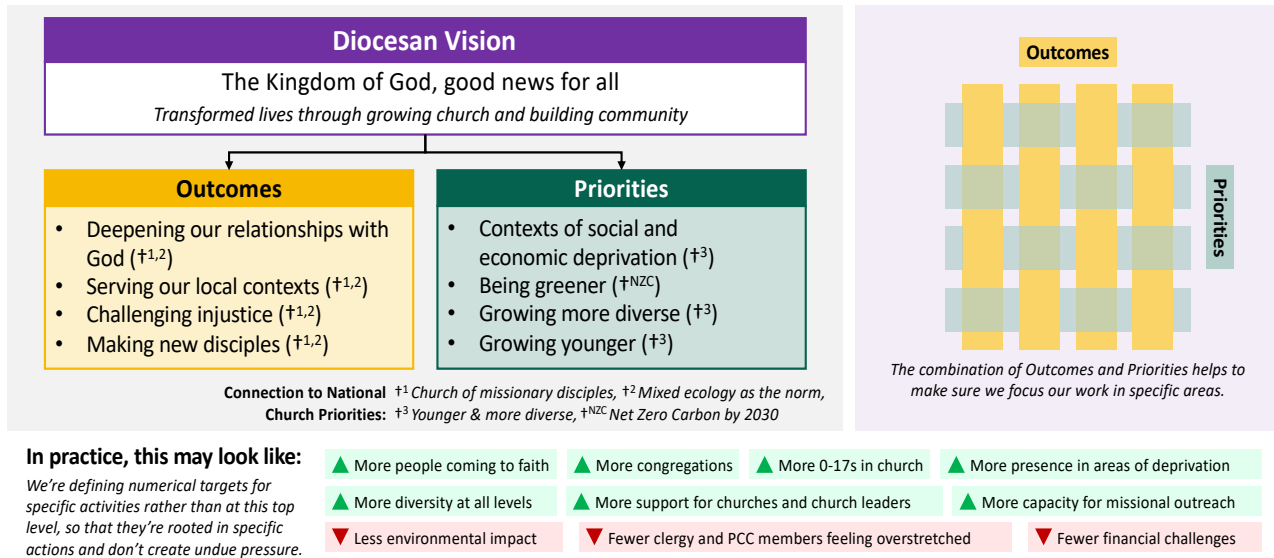 Diocesan Vision
The Kingdom of God, good news for all
Transformed lives through growing church and building community
Outcomes
• Deepening our relationships with
God (†1,2)
• Serving our local contexts (†1,2)
• Challenging injustice (†1,2)
• Making new disciples (†1,2)
Priorities
• Contexts of social and
economic deprivation (†3)
• Being greener (†NZC)
• Growing more diverse (†3)
• Growing younger (†3)
Connection to National †1 Church of missionary disciples, †2 Mixed ecology as the norm,
Church Priorities: †3 Younger & more diverse, †NZC Net Zero Carbon by 2030
Outcomes
Priorities
The combination of Outcomes and Priorities helps to
make sure we focus our work in specific areas.
In practice, this may look like:
We’re defining numerical targets for
specific activities rather than at this top
level, so that they’re rooted in specific
actions and don’t create undue pressure.
▲ More people coming to faith
▲ More congregations
▲ More 0-17s in church
▲ More presence in areas of deprivation
▲ More diversity at all levels
▲ More support for churches and church leaders
▲ More capacity for missional outreach
▼ Less environmental impact
▼ Fewer clergy and PCC members feeling overstretched
▼ Fewer financial challenges